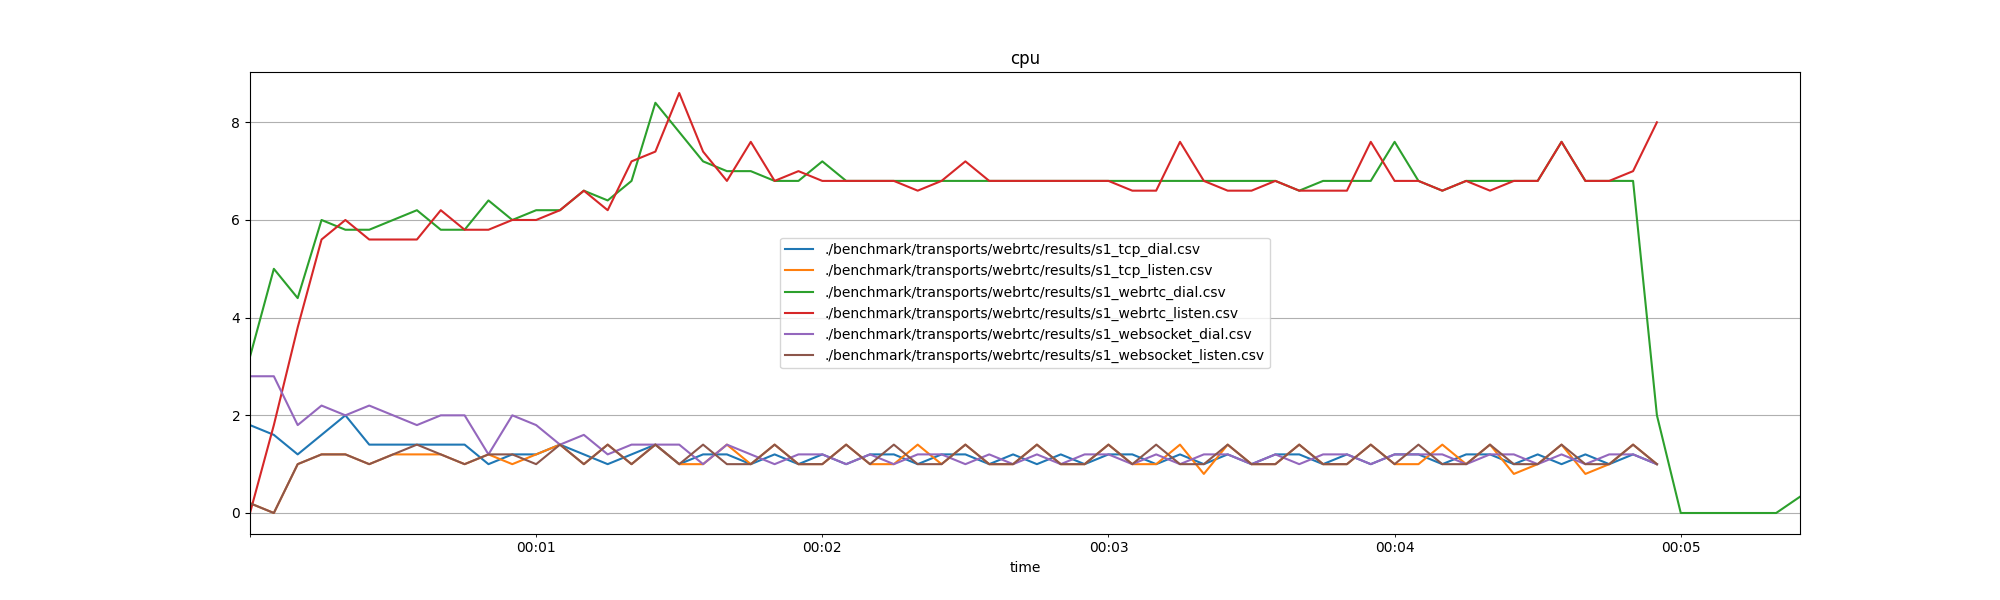 cpu
8
6
4
2
0
./benchmark/transports/webrtc/results/s1_tcp_dial.csv
./benchmark/transports/webrtc/results/s1_tcp_listen.csv
./benchmark/transports/webrtc/results/s1_webrtc_dial.csv
./benchmark/transports/webrtc/results/s1_webrtc_listen.csv
./benchmark/transports/webrtc/results/s1_websocket_dial.csv
./benchmark/transports/webrtc/results/s1_websocket_listen.csv
00:01 00:02 00:03 00:04 00:05
time